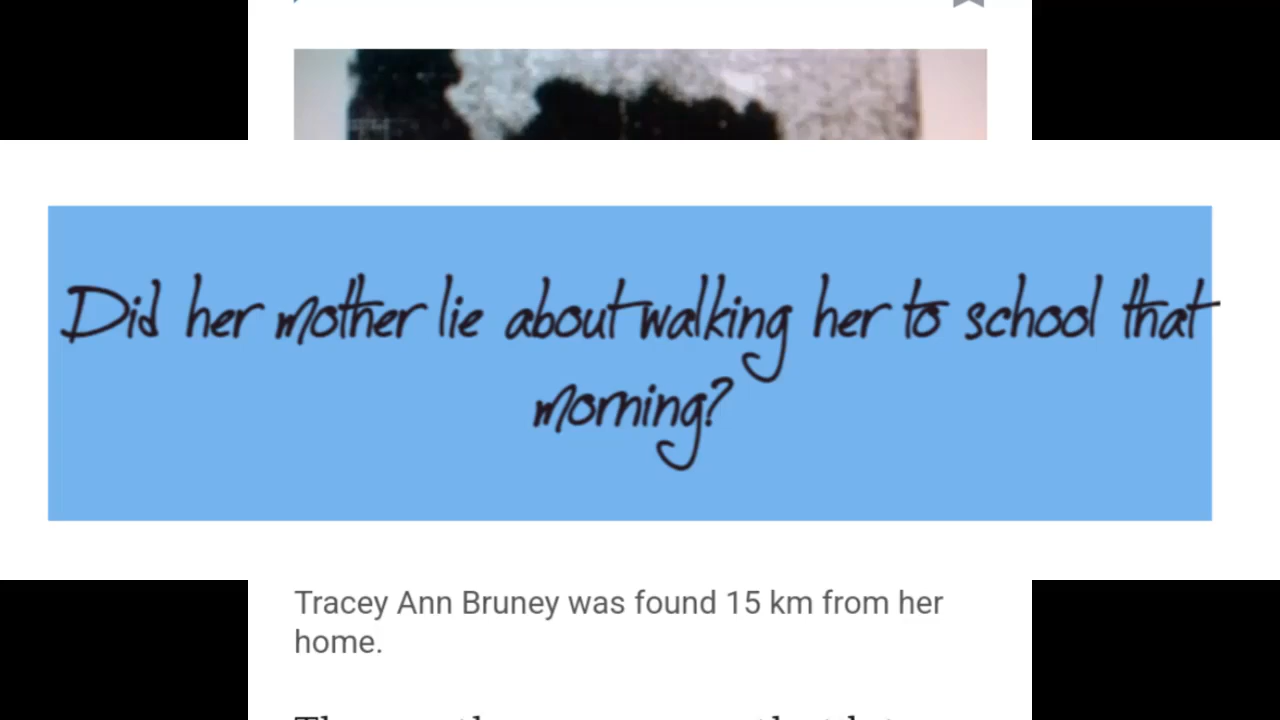 Did her mother lie about walking her to school that
morning?
Tracey Ann Bruney was found 15 km from her
home.